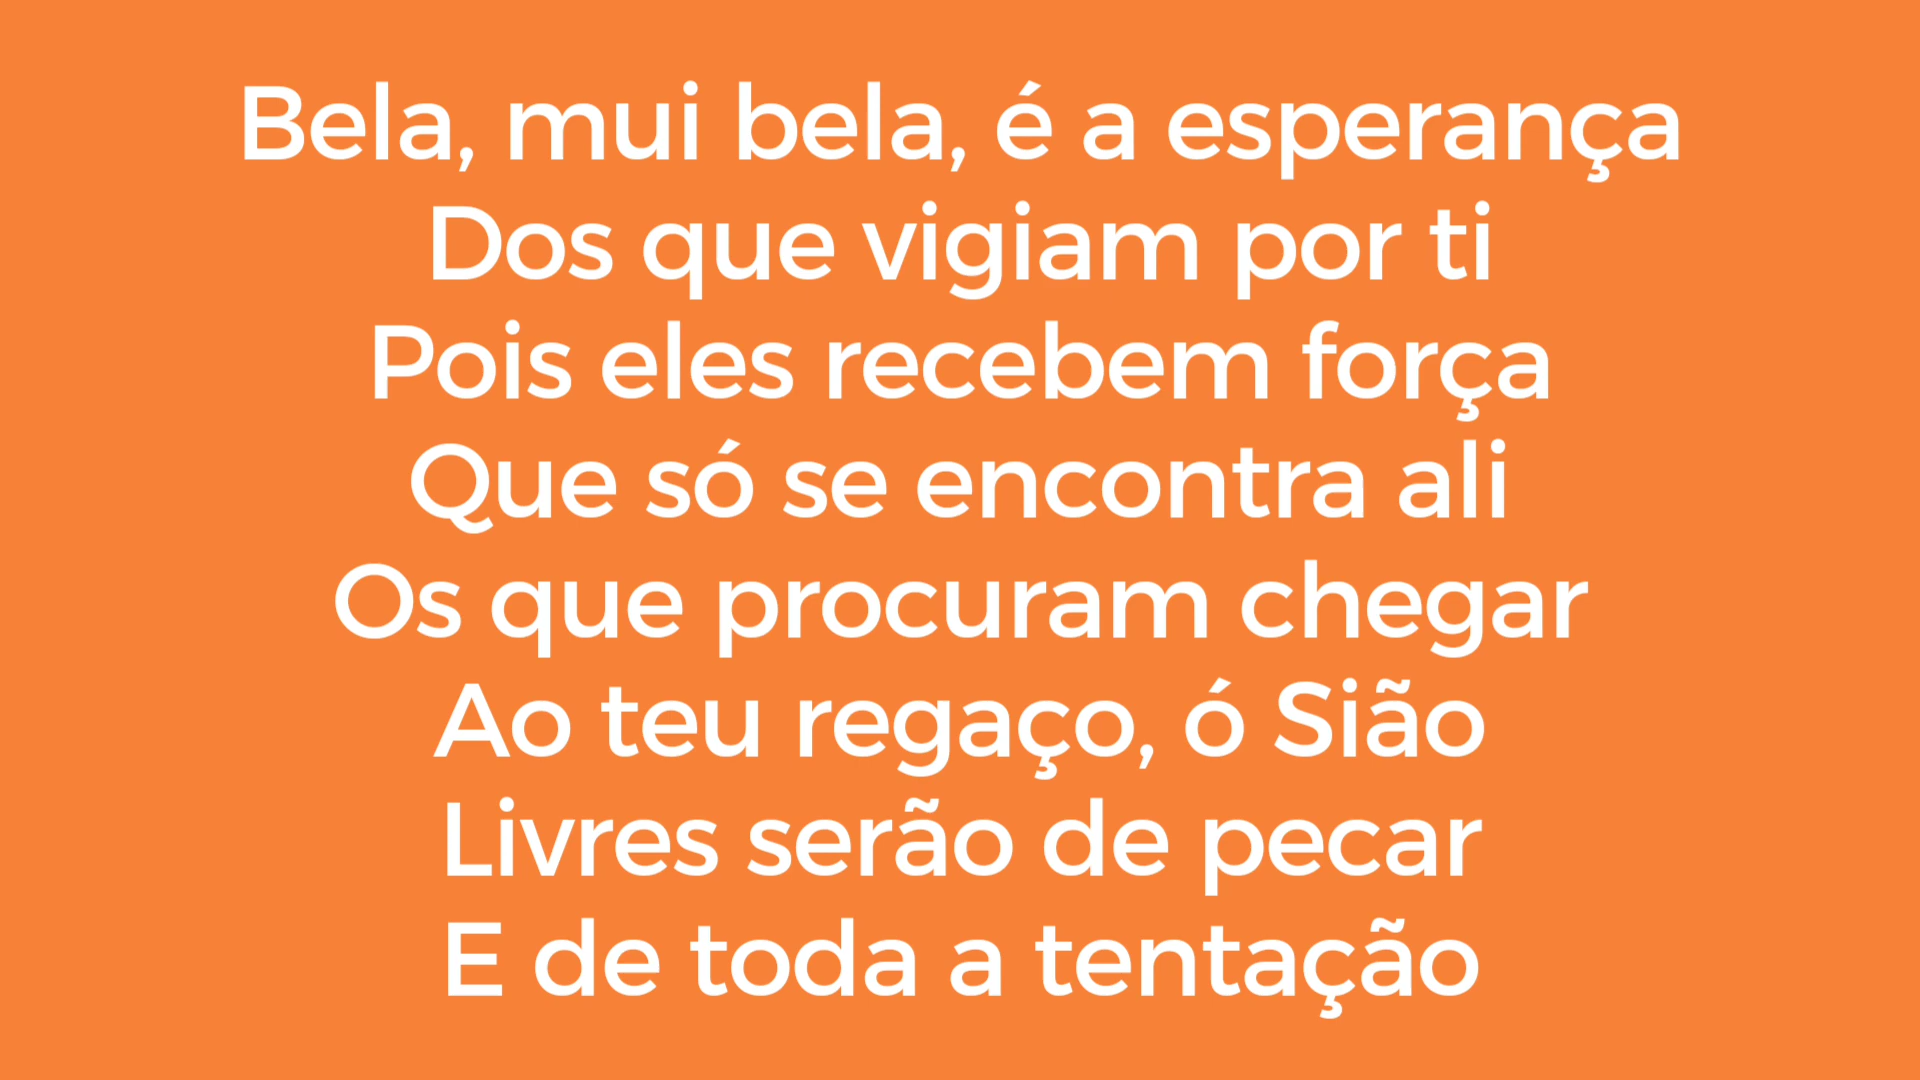 Bela, mui bela, é a esperança
Dos que vigiam por ti
Pois eles recebem força
Que só se encontra ali
Os que procuram chegar
Ao teu regaço, ó Sião
Livres serão de pecar
E de toda a tentação